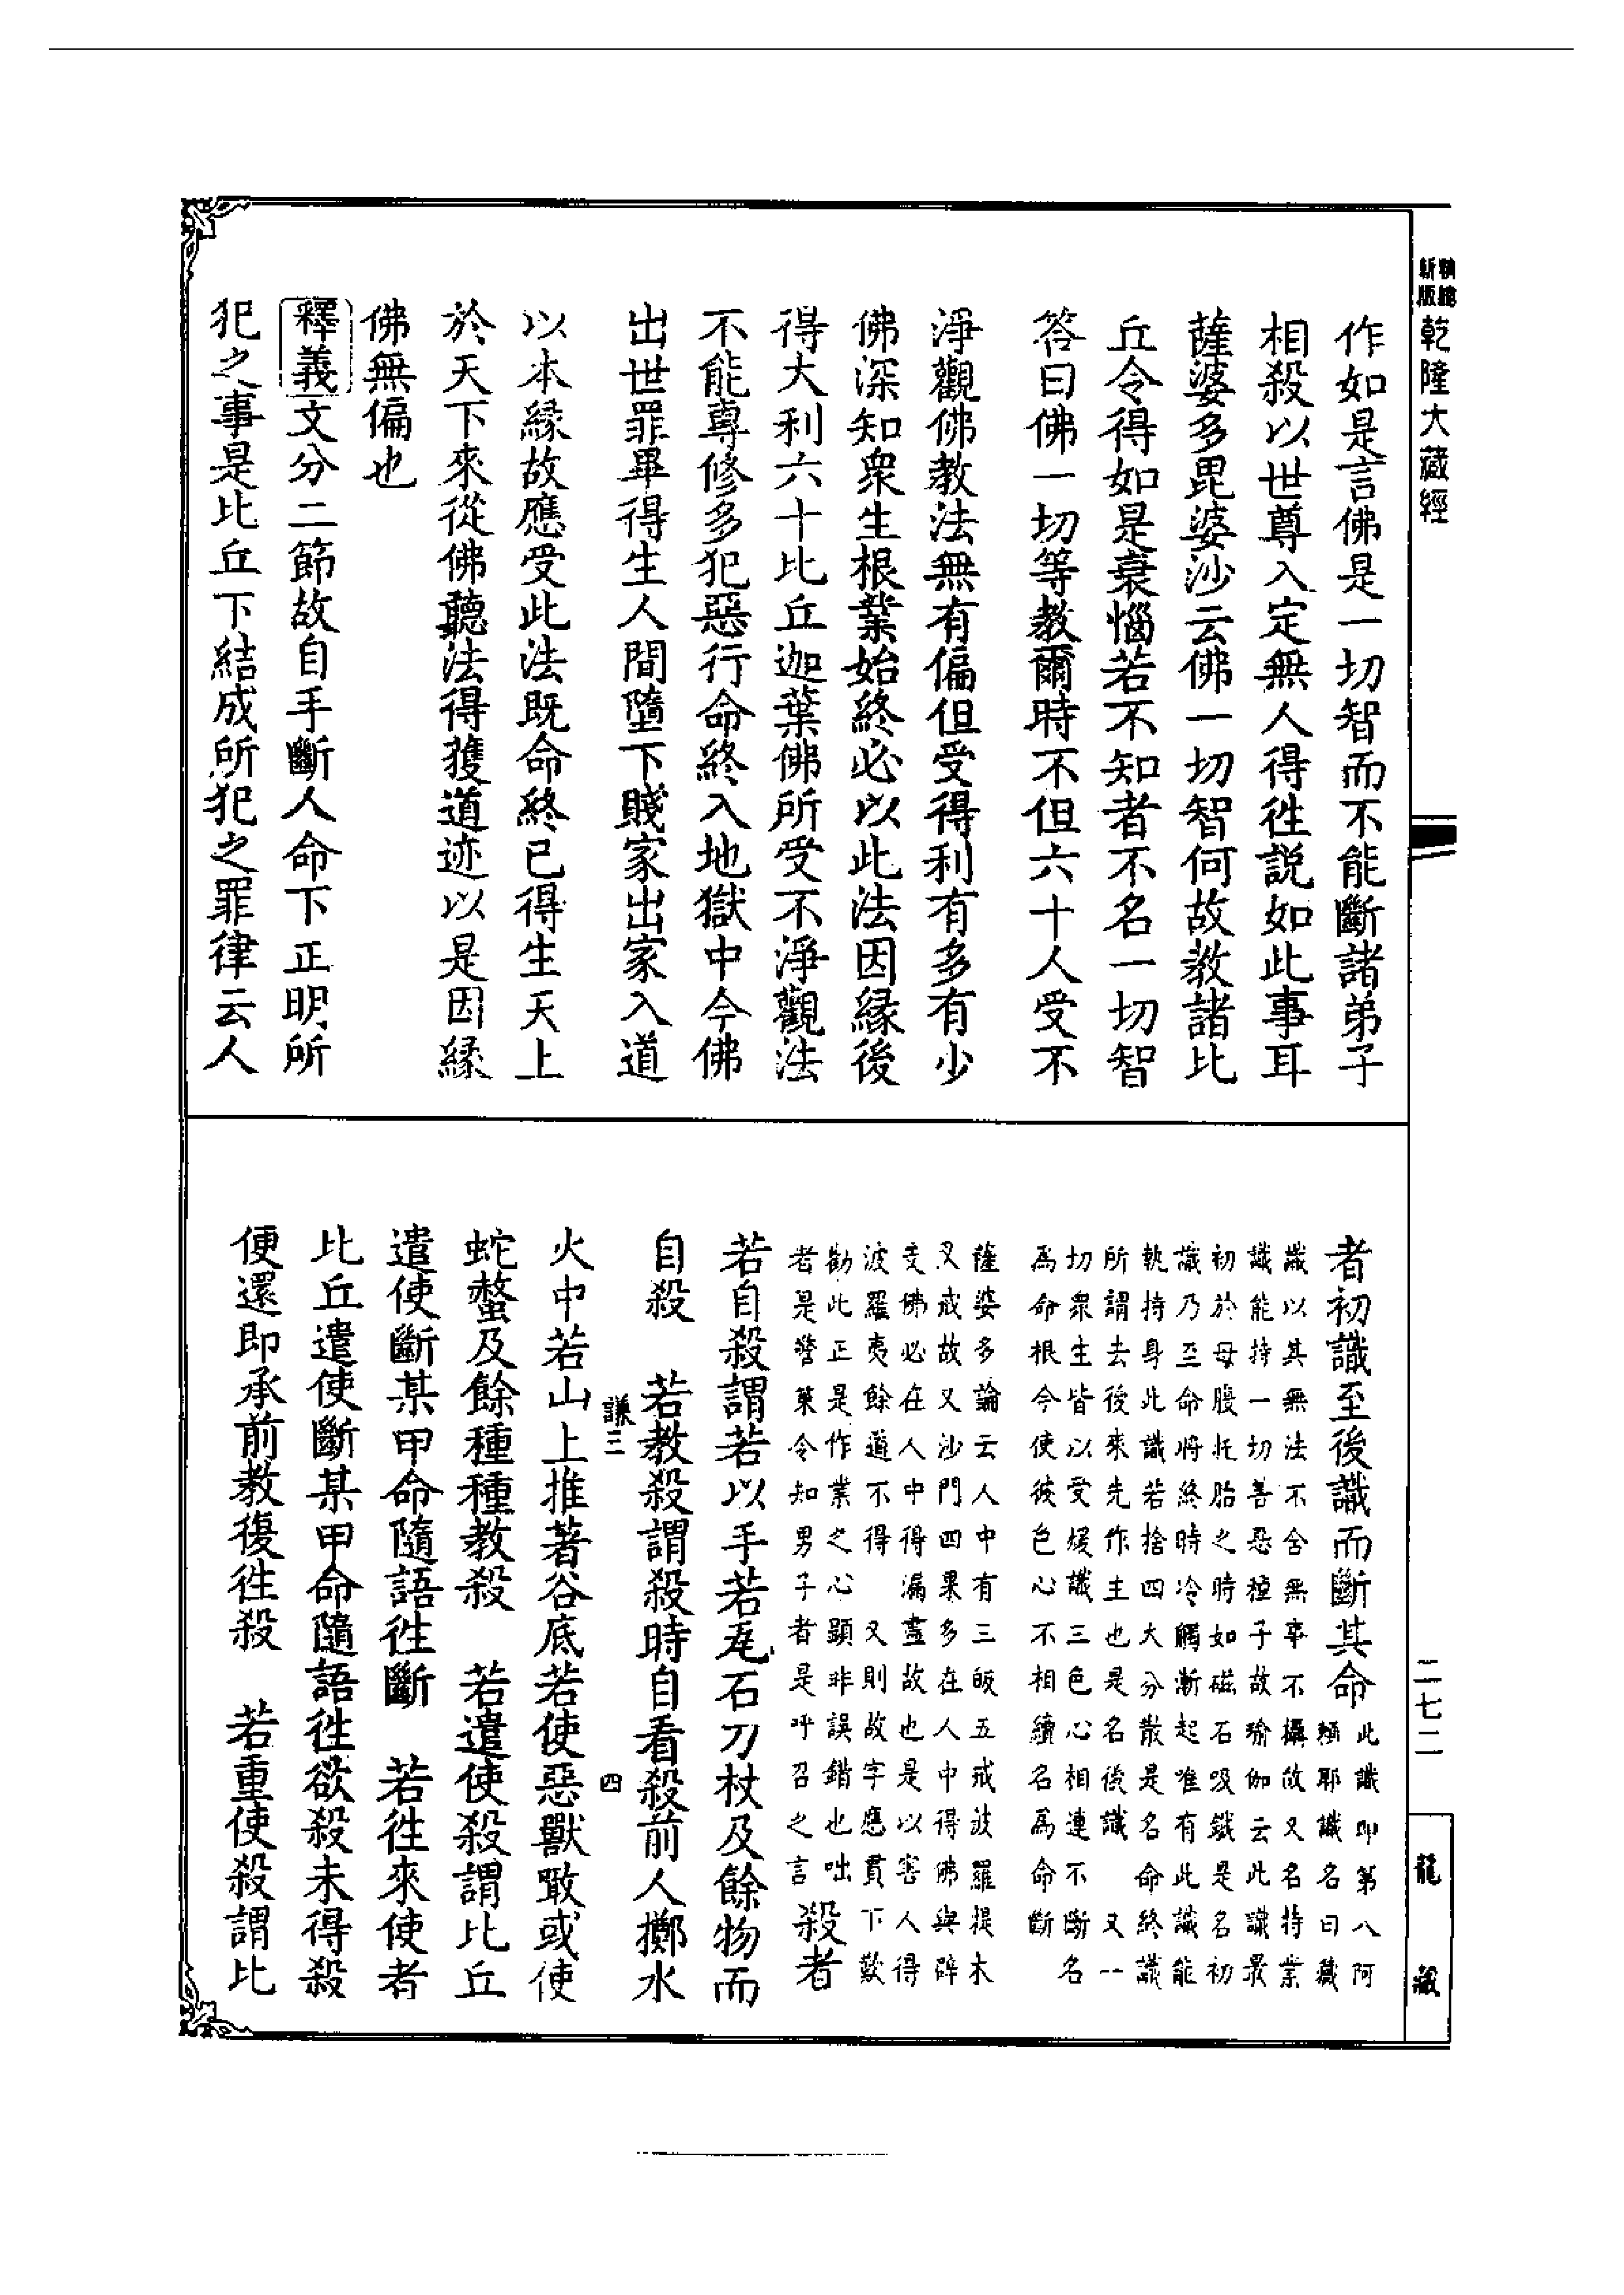 新版
精縮
乾隆大藏經
作如是言佛是一切智而不能斷諸弟子
相殺以世尊入定無人得往説如此事耳
薩婆多毘婆沙云佛一切智何故教諸比
丘令得如是衰惱若不知者不名一切智
答曰佛一切等教爾時不但六十人受不
淨觀佛教法無有偏但受得利有多有少
佛深知衆生根業始終必以此法因緣後
得大利六十比丘迦葉佛所受不淨觀法
不能專修多犯惡行命終入地獄中今佛
出世罪畢得生人間墮下賤家出家入道
以本緣故應受此法既命終已得生天上
於天下來從佛聽法得獲道迹以是因緣
佛無偏也
釋義文分二節故自手斷人命下正明所
犯之事是比丘下結成所犯之罪律云人
者初識至後識而斷其命此識即第八阿
賴耶識名曰藏
識以其無法不含無事不攝故又名持業
識能持一切善惡種子故瑜伽云此識最
初於母腹托胎之時如磁石吸鐵是名初
識乃至命將終時冷觸漸起唯有此識能
執持身此識若捨四大分散是名命終識
所謂去後來先作主也是名後識 又一
切衆生皆以受煖識三色心相連不斷名
爲命根今使彼色心不相續名爲命斷
薩婆多論云人中有三皈五戒波羅提木
叉戒故又沙門四果多在人中得佛與辟
支佛必在人中得漏盡故也是以害人得
波羅夷餘道不得 又則故字應貫下歎
勸此正是作業之心顯非誤錯也咄
者是警策令知男子者是呼召之言殺者
若自殺謂若以手若瓦石刀杖及餘物而
自殺 若教殺謂殺時自看殺前人擲水
謙三 四
火中若山上推著谷底若使惡獸噉或使
蛇螫及餘種種教殺 若遣使殺謂比丘
遣使斷某甲命隨語往斷 若往來使者
比丘遣使斷某甲命隨語往欲殺未得殺
便還即承前教復往殺 若重使殺謂比
二七二
龍藏